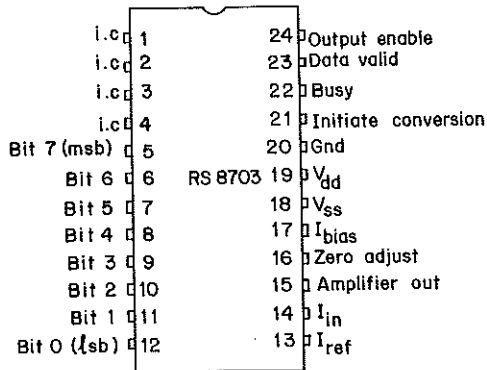 i.c 1 24 Output enable
i.c 2 23 Data valid
i.c 3 22 Busy
i.c 4 21 Initiate conversion
Bit 7 (msb) 5 20 Gnd
Bit 6 6 RS 8703 19 Vdd
Bit 5 7 18 Vss
Bit 4 8 17 Ibias
Bit 3 9 16 Zero adjust
Bit 2 10 15 Amplifier out
Bit 1 11 14 Iin
Bit 0 (lsb) 12 13 Iref